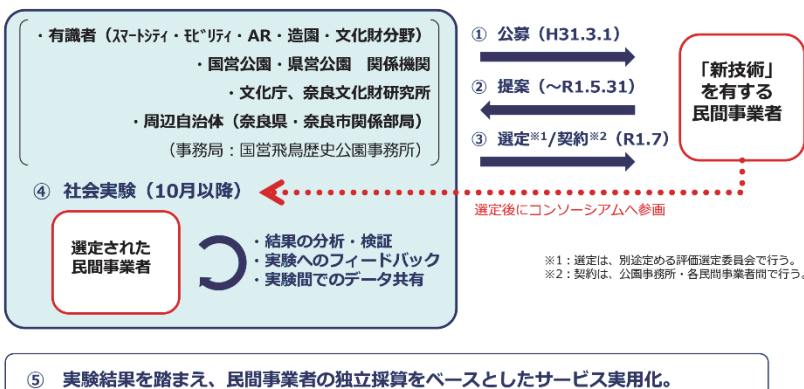 ・有識者（ｽﾏｰﾄｼﾃｨ・ﾓﾋﾞﾘﾃｨ・AR・造園・文化財分野）
・国営公園・県営公園　関係機関
・文化庁、奈良文化財研究所
・周辺自治体（奈良県・奈良市関係部局）
（事務局：国営飛鳥歴史公園事務所）
① 公募（H31.3.1）
② 提案（～R1.5.31）
③ 選定※1/契約※2（R1.7）
「新技術」
を有する
民間事業者
④ 社会実験（10月以降）
選定後にコンソーシアムへ参画
選定された
民間事業者
・結果の分析・検証
・実験へのフィードバック
・実験間でのデータ共有
※1：選定は、別途定める評価選定委員会で行う。
※2：契約は、公園事務所・各民間事業者間で行う。
⑤ 実験結果を踏まえ、民間事業者の独立採算をベースとしたサービス実用化。